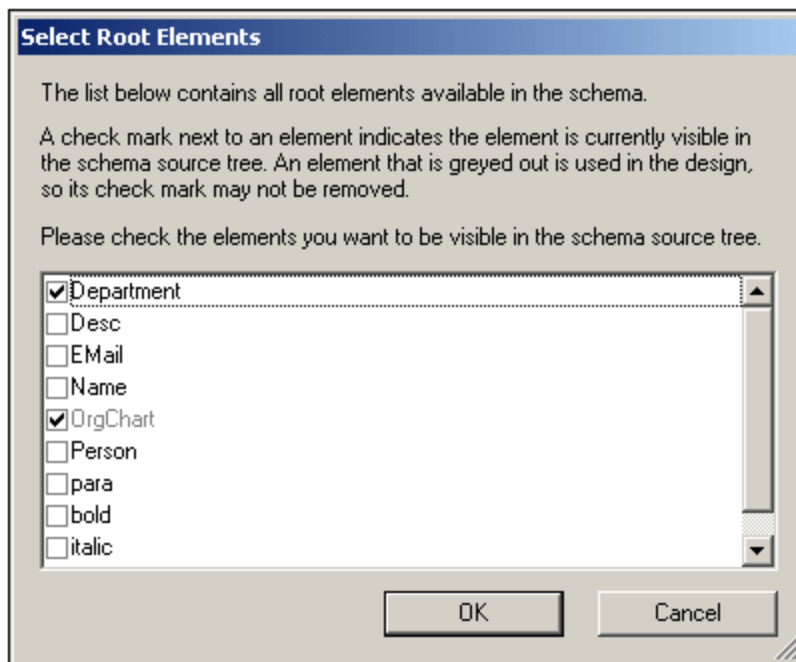 Select Root Elements
The list below contains all root elements available in the schema.
A check mark next to an element indicates the element is currently visible in
the schema source tree. An element that is greyed out is used in the design,
so its check mark may not be removed.
Please check the elements you want to be visible in the schema source tree.
Department
Desc
EMail
Name
OrgChart
Person
para
bold
italic
OK
Cancel